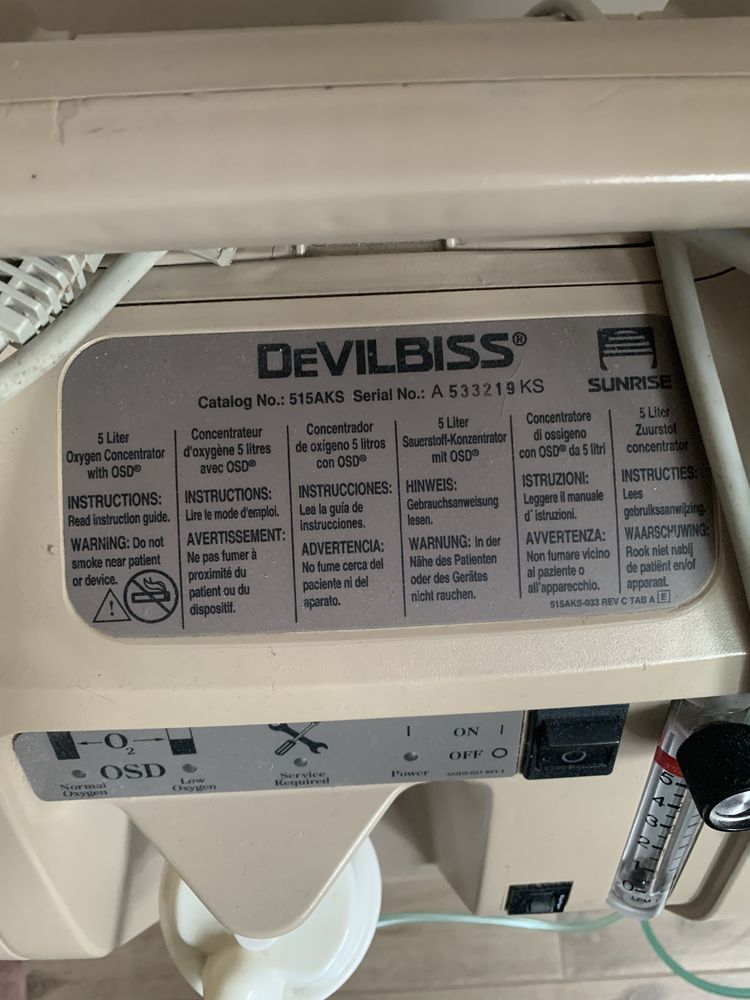 DEVILBISS®
SUNRISE
Catalog No.: 515AKS Serial No.: A 533219 KS
5 Liter
Oxygen Concentrator
with OSD®
INSTRUCTIONS:
Read instruction guide.
WARNING: Do not
smoke near patient
or device.
Concentrateur
d'oxygène 5 litres
avec OSD®
INSTRUCTIONS:
Lire le mode d'emploi.
AVERTISSEMENT:
Ne pas fumer à
proximité du
patient ou du
dispositif.
Concentrador
de oxígeno 5 litros
con OSD®
INSTRUCCIONES:
Lea la guía de
instrucciones.
ADVERTENCIA:
No fume cerca del
paciente ni del
aparato.
5 Liter
Sauerstoff-Konzentrator
mit OSD®
HINWEIS:
Gebrauchsanweisung
lesen.
WARNUNG: In der
Nähe des Patienten
oder des Gerätes
nicht rauchen.
Concentratore
di ossigeno
con OSD® da 5 litri
ISTRUZIONI:
Leggere il manuale
d' istruzioni.
AVVERTENZA:
Non fumare vicino
al paziente o
all'apparecchio.
5 Liter
Zuurstof
concentrator
INSTRUCTIES:
Lees
gebruiksaanwijzing.
WAARSCHUWING:
Rook niet nabij
de patiënt en/of
apparaat.
515AKS-033 REV C TAG A E
O2
OSD
Normal
Oxygen
Low
Oxygen
Service
Required
Power
ON I
OFF O
5
4
3
2
1
0
LPM